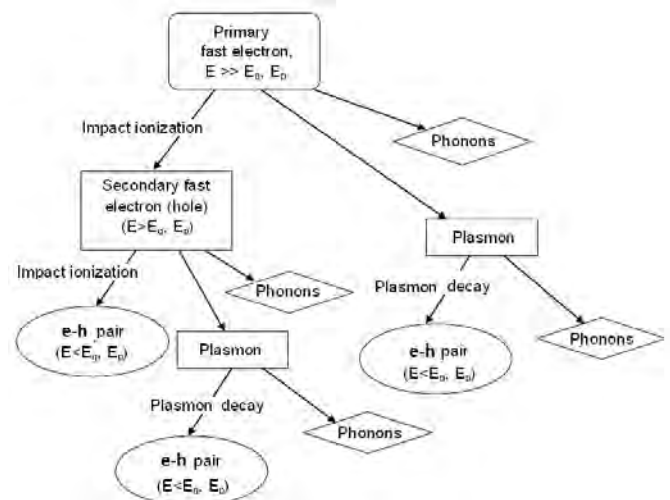 Primary
fast electron,
E >> Eg, Ep
Impact ionization
Phonons
Secondary fast
electron (hole)
(E>Eg, Ep)
Plasmon
Impact ionization
Phonons
Plasmon decay
e-h pair
(E<Eg, Ep)
Plasmon
e-h pair
(E<Eg, Ep)
Phonons
Plasmon decay
Phonons
e-h pair
(E<Eg, Ep)